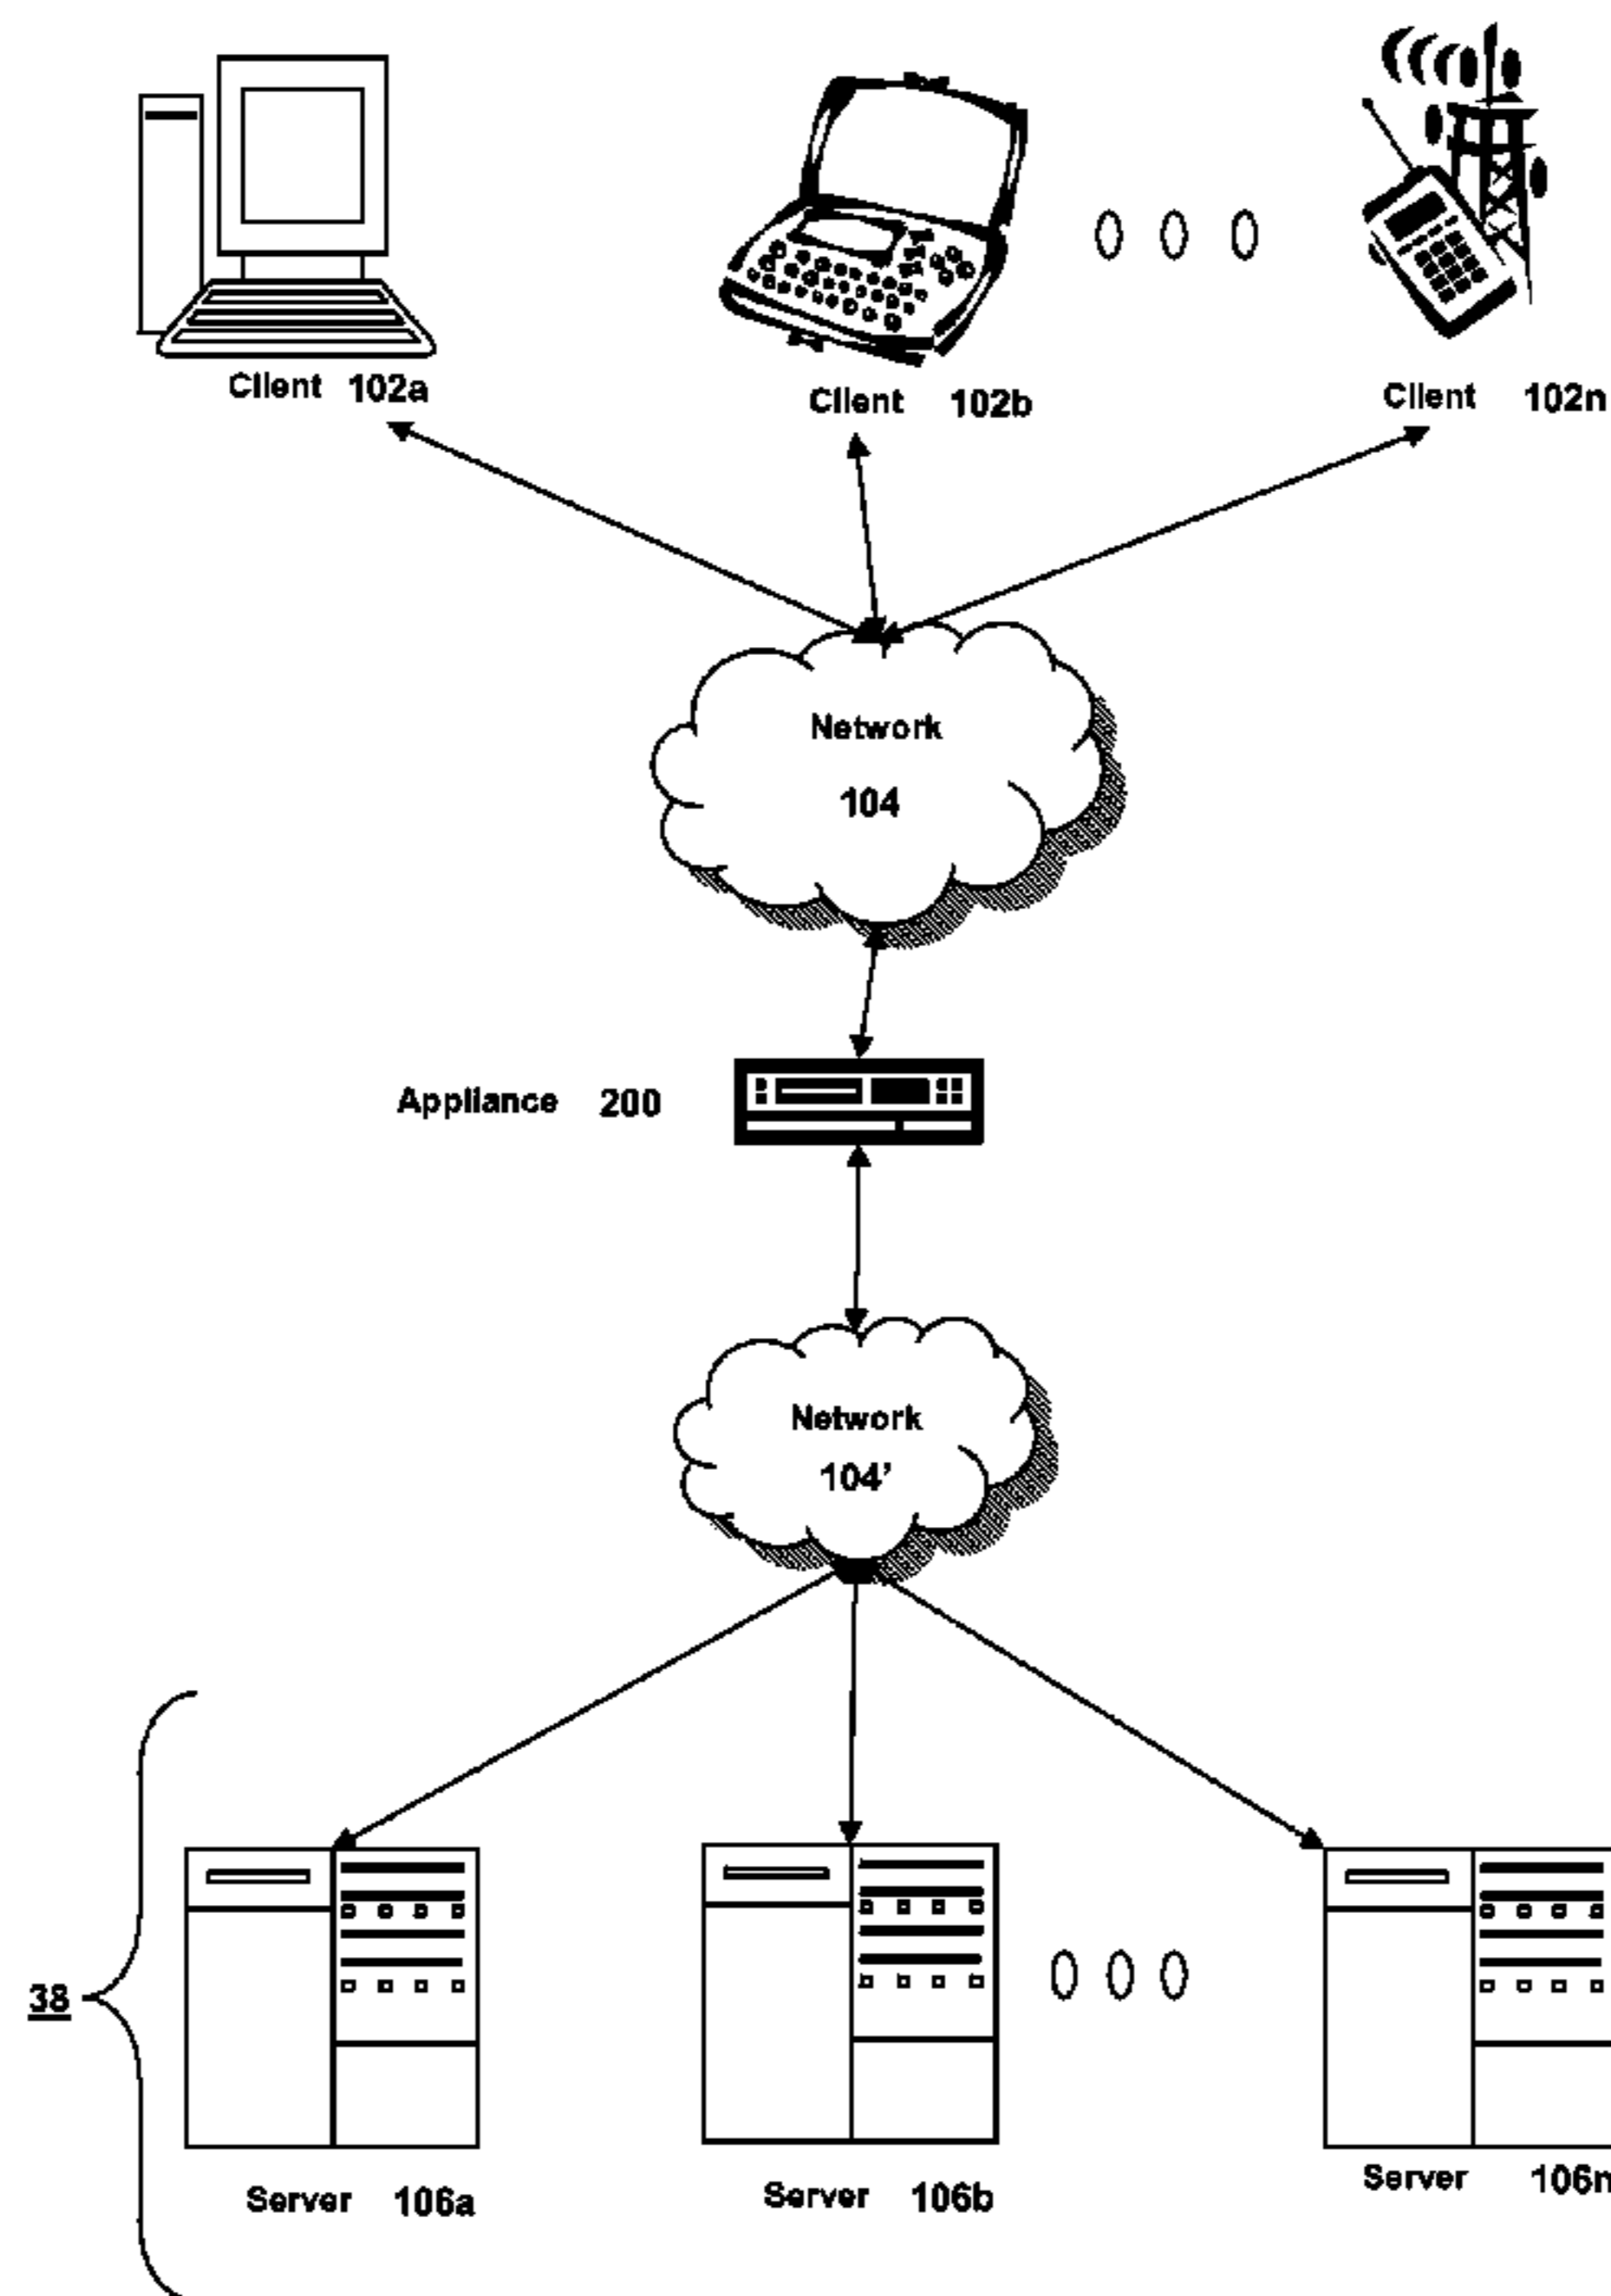 Client 102a
Client 102b
Client 102n
Network
104
Appliance 200
Network
104’
38
Server 106a
Server 106b
Server 106n